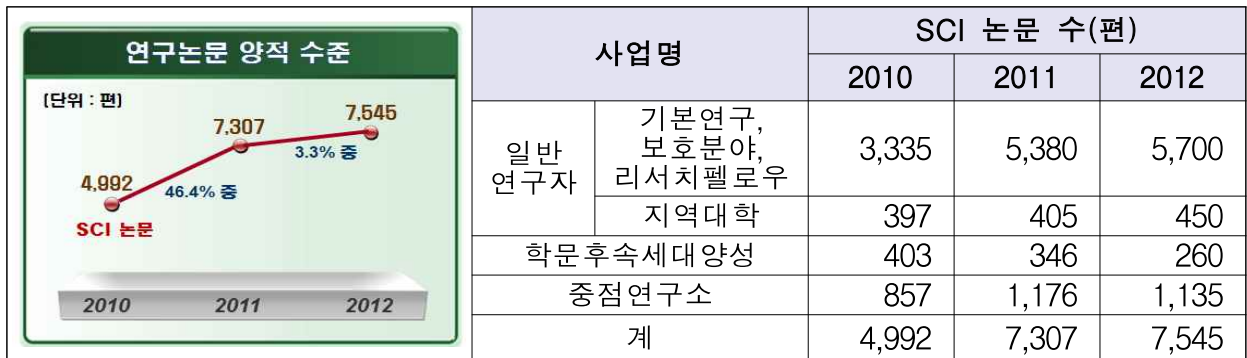 연구논문 양적 수준
(단위 : 편)
4,992
7,307
7,545
46.4% 증
3.3% 증
SCI 논문
2010 2011 2012
사업명 SCI 논문 수(편)
2010 2011 2012
일반
연구자
기본연구,
보호분야,
리서치펠로우
3,335 5,380 5,700
지역대학 397 405 450
학문후속세대양성 403 346 260
중점연구소 857 1,176 1,135
계 4,992 7,307 7,545